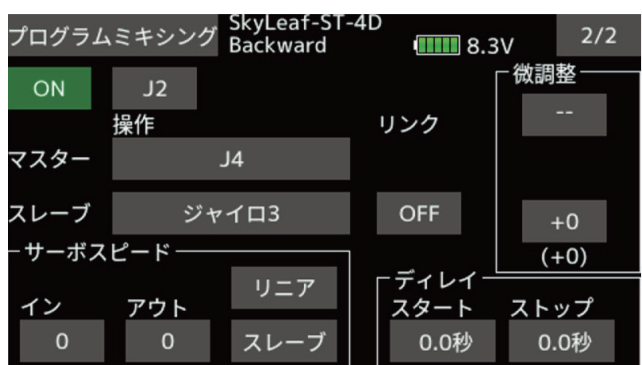 プログラムミキシング SkyLeaf-ST-4D 8.3V 2/2
Backward
ON J2 微調整
操作 リンク --
マスター J4
スレーブ ジャイロ3 OFF +0
(+0)
サーボスピード ディレイ
リニア
イン アウト スタート ストップ
0 0 スレーブ 0.0秒 0.0秒